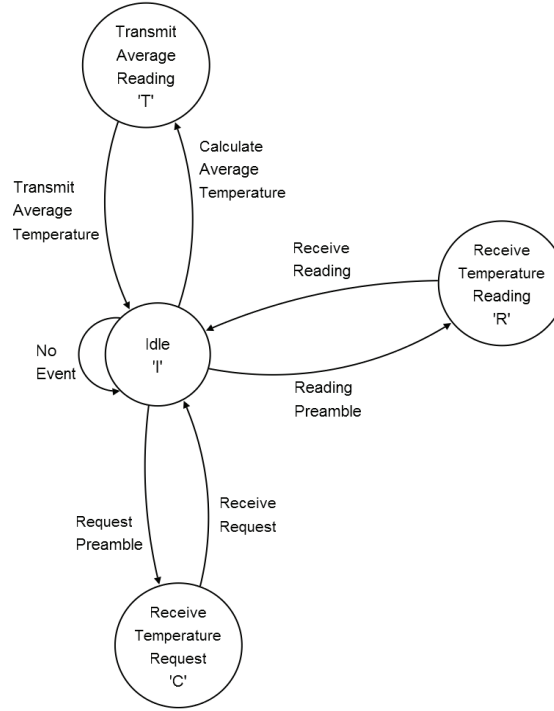 Transmit
Average
Reading
'T'
Calculate
Average
Temperature
Transmit
Average
Temperature
Receive
Reading
Receive
Temperature
Reading
'R'
Idle
'I'
No
Event
Reading
Preamble
Request
Preamble
Receive
Request
Receive
Temperature
Request
'C'